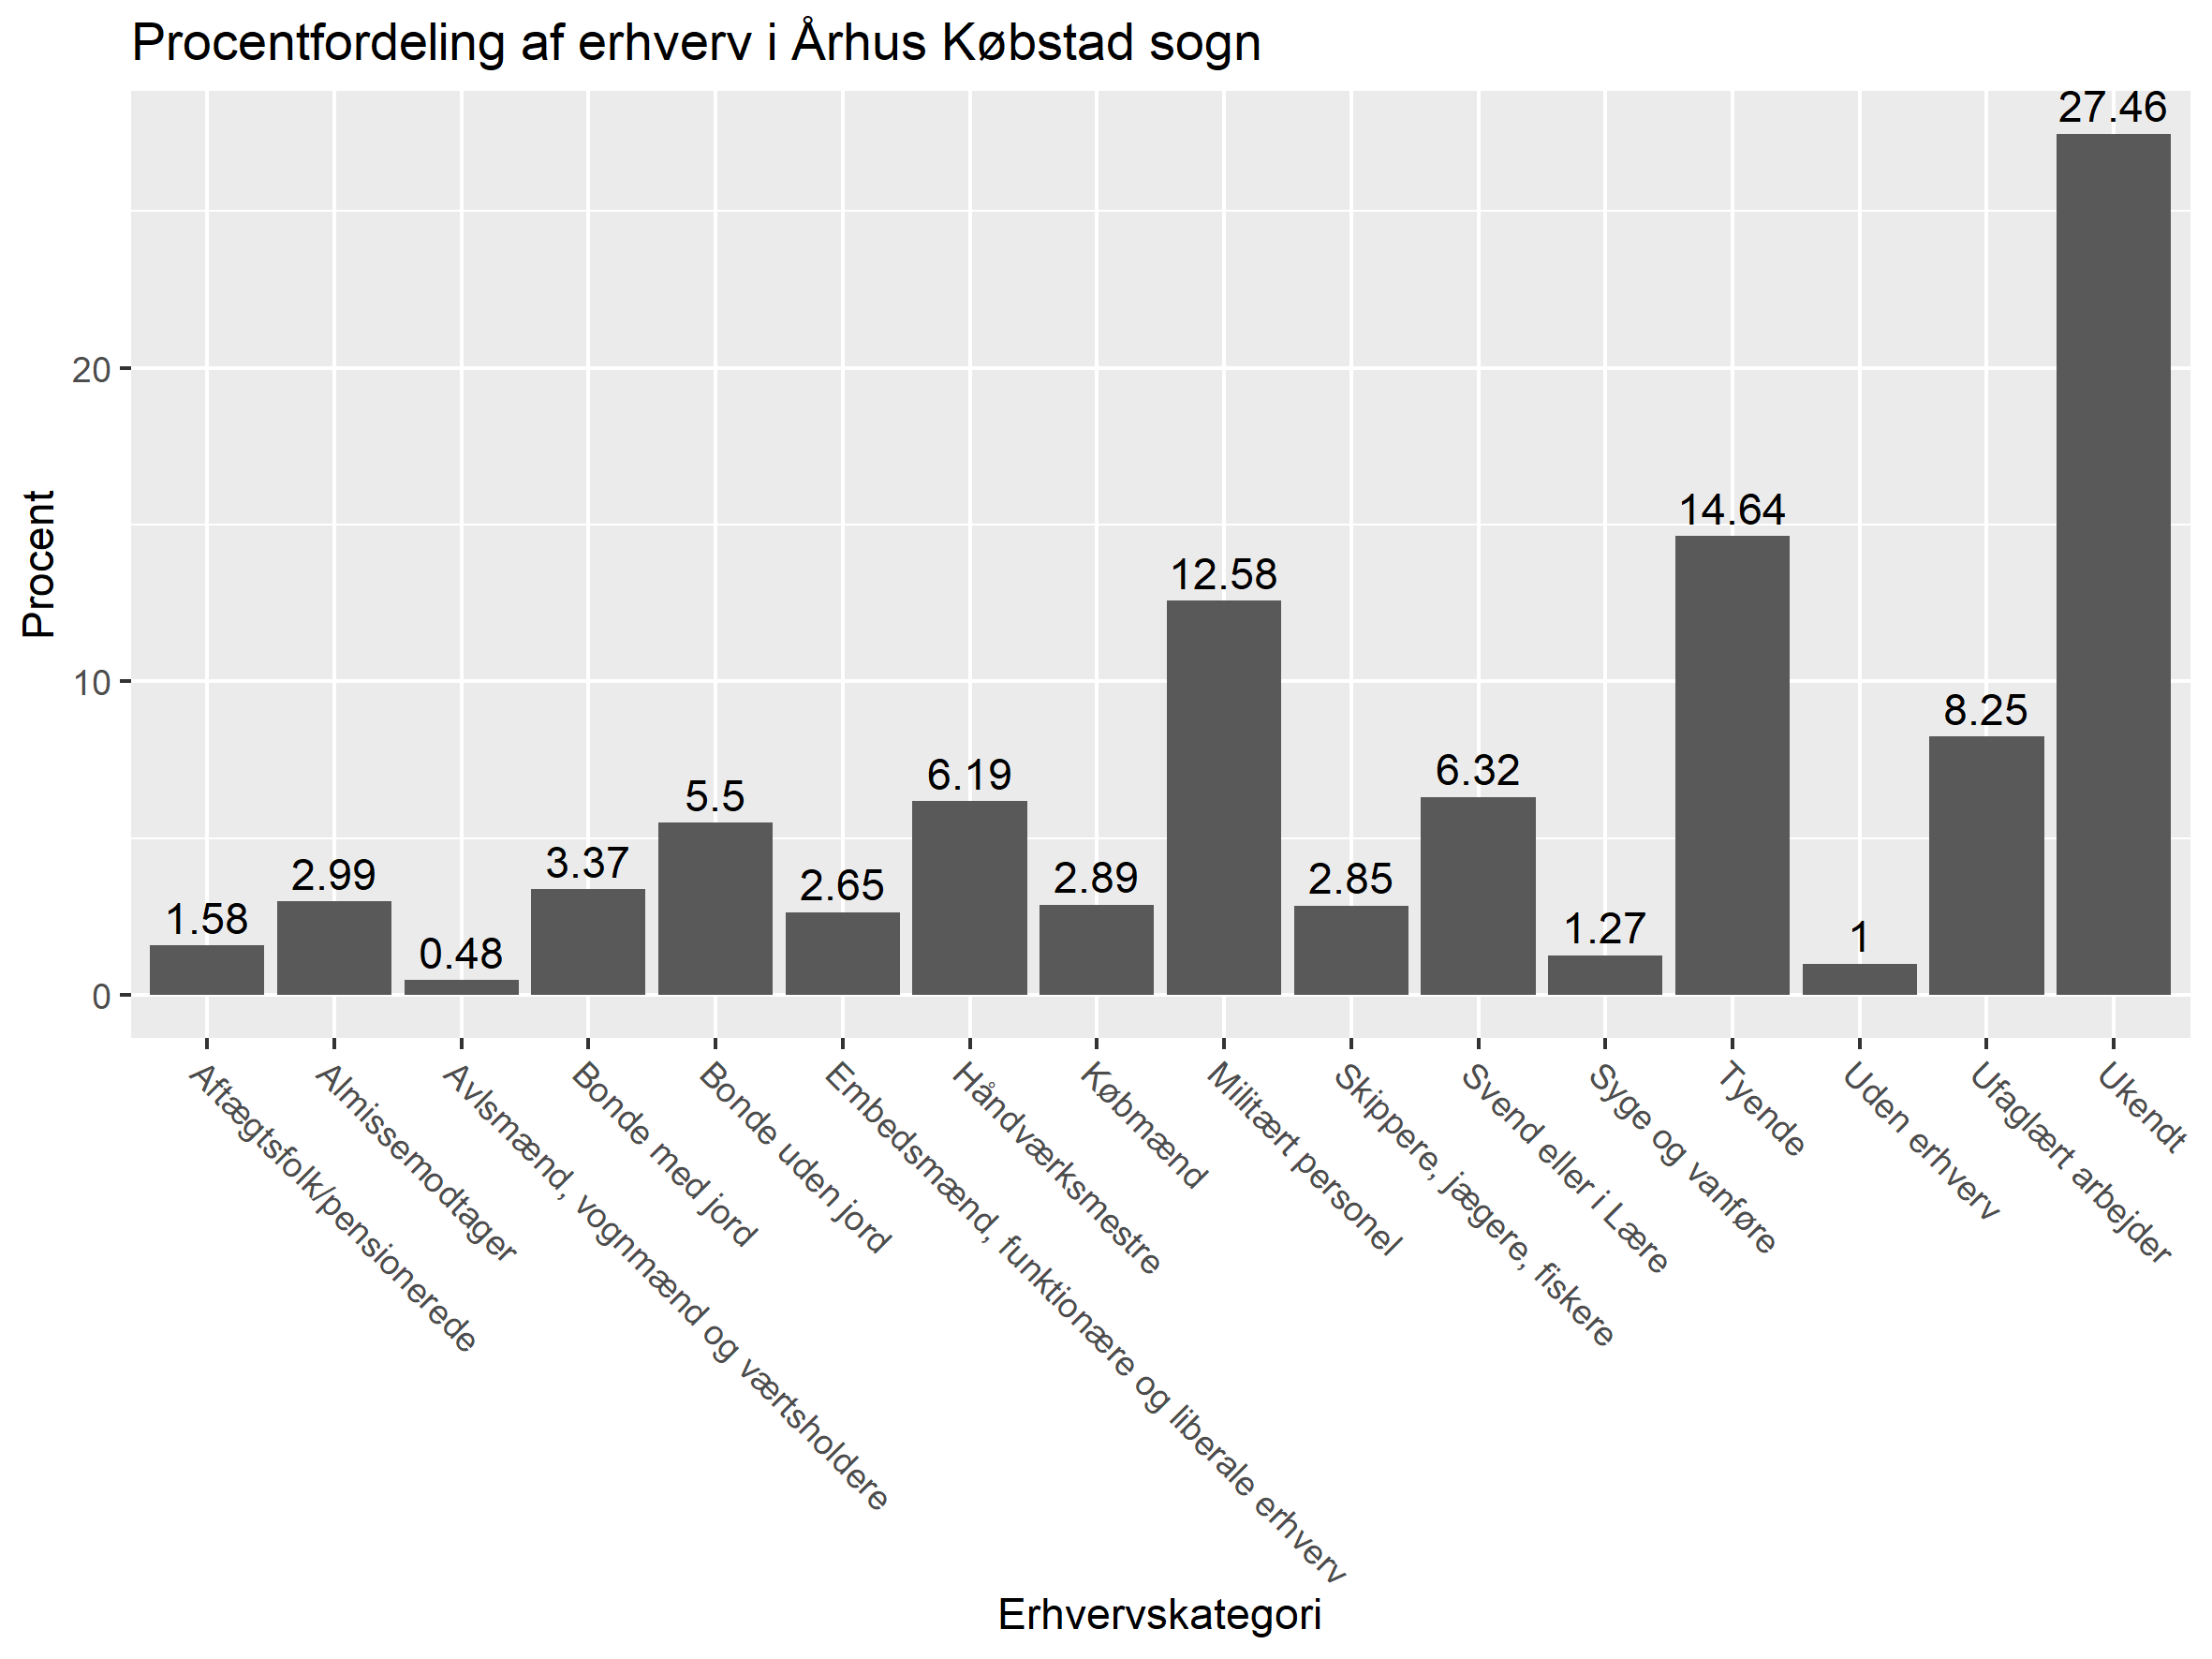 Procentfordeling af erhverv i Århus Købstad sogn
Procent
20
10
0
1.58
2.99
0.48
3.37
5.5
2.65
6.19
2.89
12.58
2.85
6.32
1.27
14.64
1
8.25
27.46
Aftægtsfolk/pensionerede
Almissemodtager
Avlsmænd, vognmænd og værtsholdere
Bonde med jord
Bonde uden jord
Embedsmænd, funktionære og liberale erhverv
Håndværksmestre
Købmænd
Militært personel
Skippere, jægere, fiskere
Svend eller i Lære
Syge og vanføre
Tyende
Uden erhverv
Ufaglært arbejder
Ukendt
Erhvervskategori